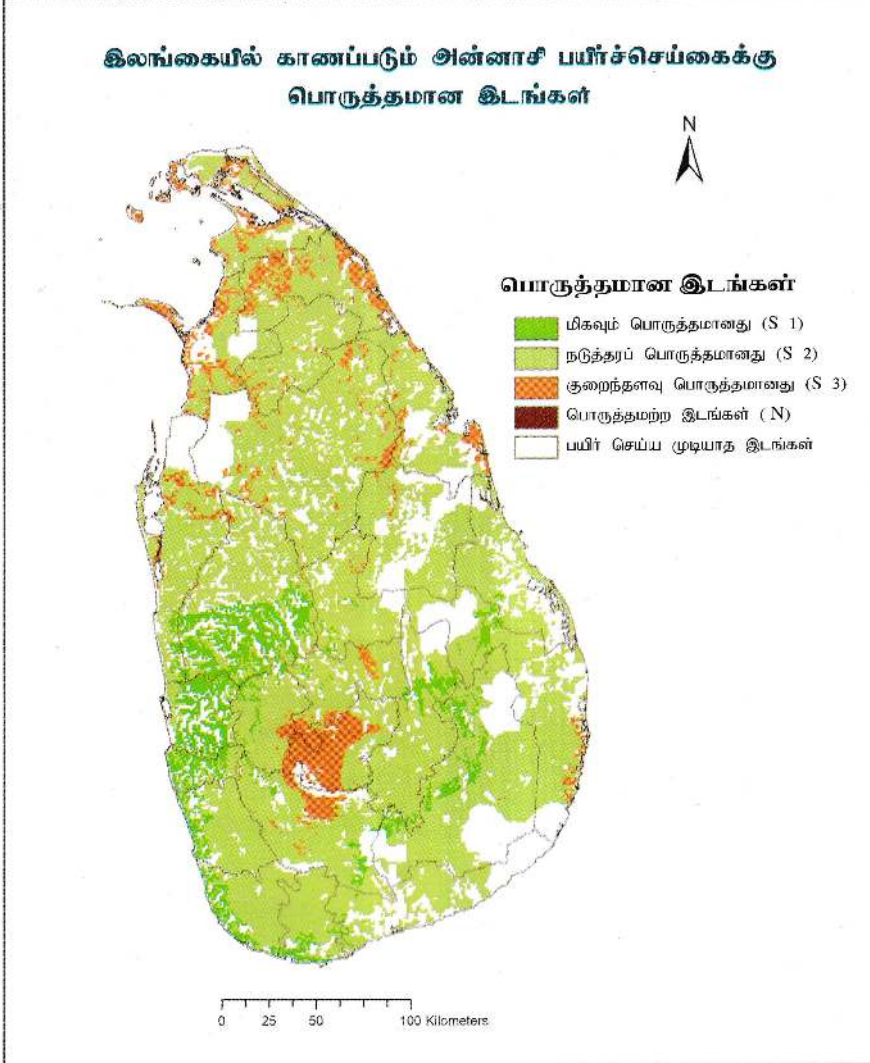 இலங்கையில் காணப்படும் அன்னாசி பயிர்ச்செய்கைக்கு
பொருத்தமான இடங்கள்
N
பொருத்தமான இடங்கள்
மிகவும் பொருத்தமானது (S 1)
நடுத்தரப் பொருத்தமானது (S 2)
குறைந்தளவு பொருத்தமானது (S 3)
பொருத்தமற்ற இடங்கள் (N)
பயிர் செய்ய முடியாத இடங்கள்
0 25 50 100 Kilometers